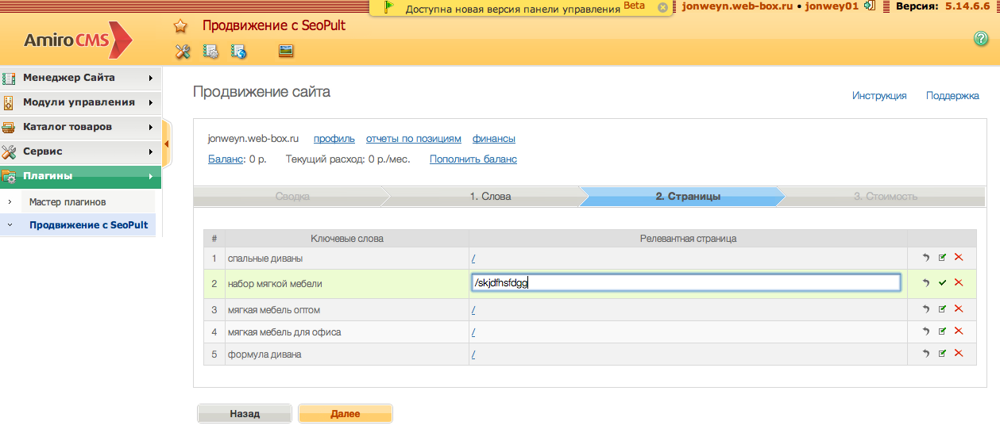 Доступна новая версия панели управления Beta
jonweyn.web-box.ru • jonwey01 Версия: 5.14.6.6
Amiro CMS
Продвижение с SeoPult
Менеджер Сайта
Модули управления
Каталог товаров
Сервис
Плагины
Мастер плагинов
Продвижение с SeoPult
Продвижение сайта
Инструкция Поддержка
jonweyn.web-box.ru профиль отчеты по позициям финансы
Баланс: 0 р. Текущий расход: 0 р./мес. Пополнить баланс
Сводка 1. Слова 2. Страницы 3. Стоимость
# Ключевые слова Релевантная страница
1 спальные диваны /
2 набор мягкой мебели /skjdfhsfdgg
3 мягкая мебель оптом /
4 мягкая мебель для офиса /
5 формула дивана /
Назад Далее